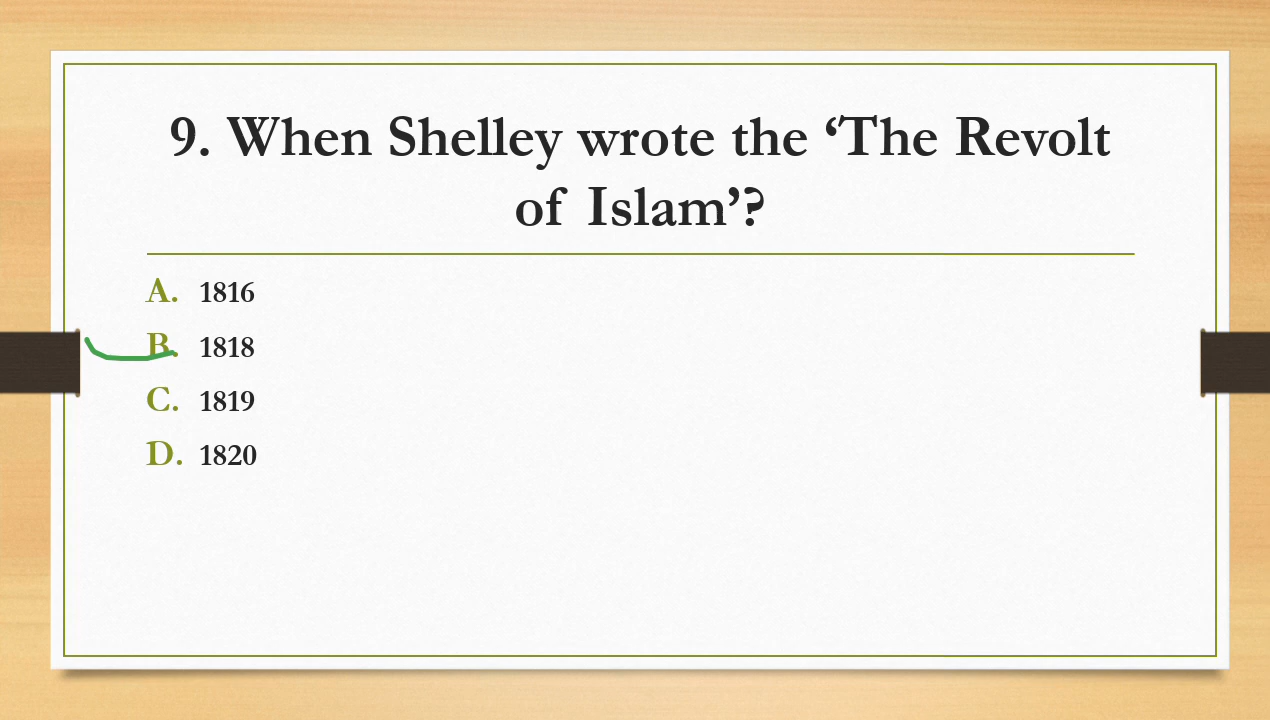 9. When Shelley wrote the ‘The Revolt
of Islam’?
A. 1816
B. 1818
C. 1819
D. 1820